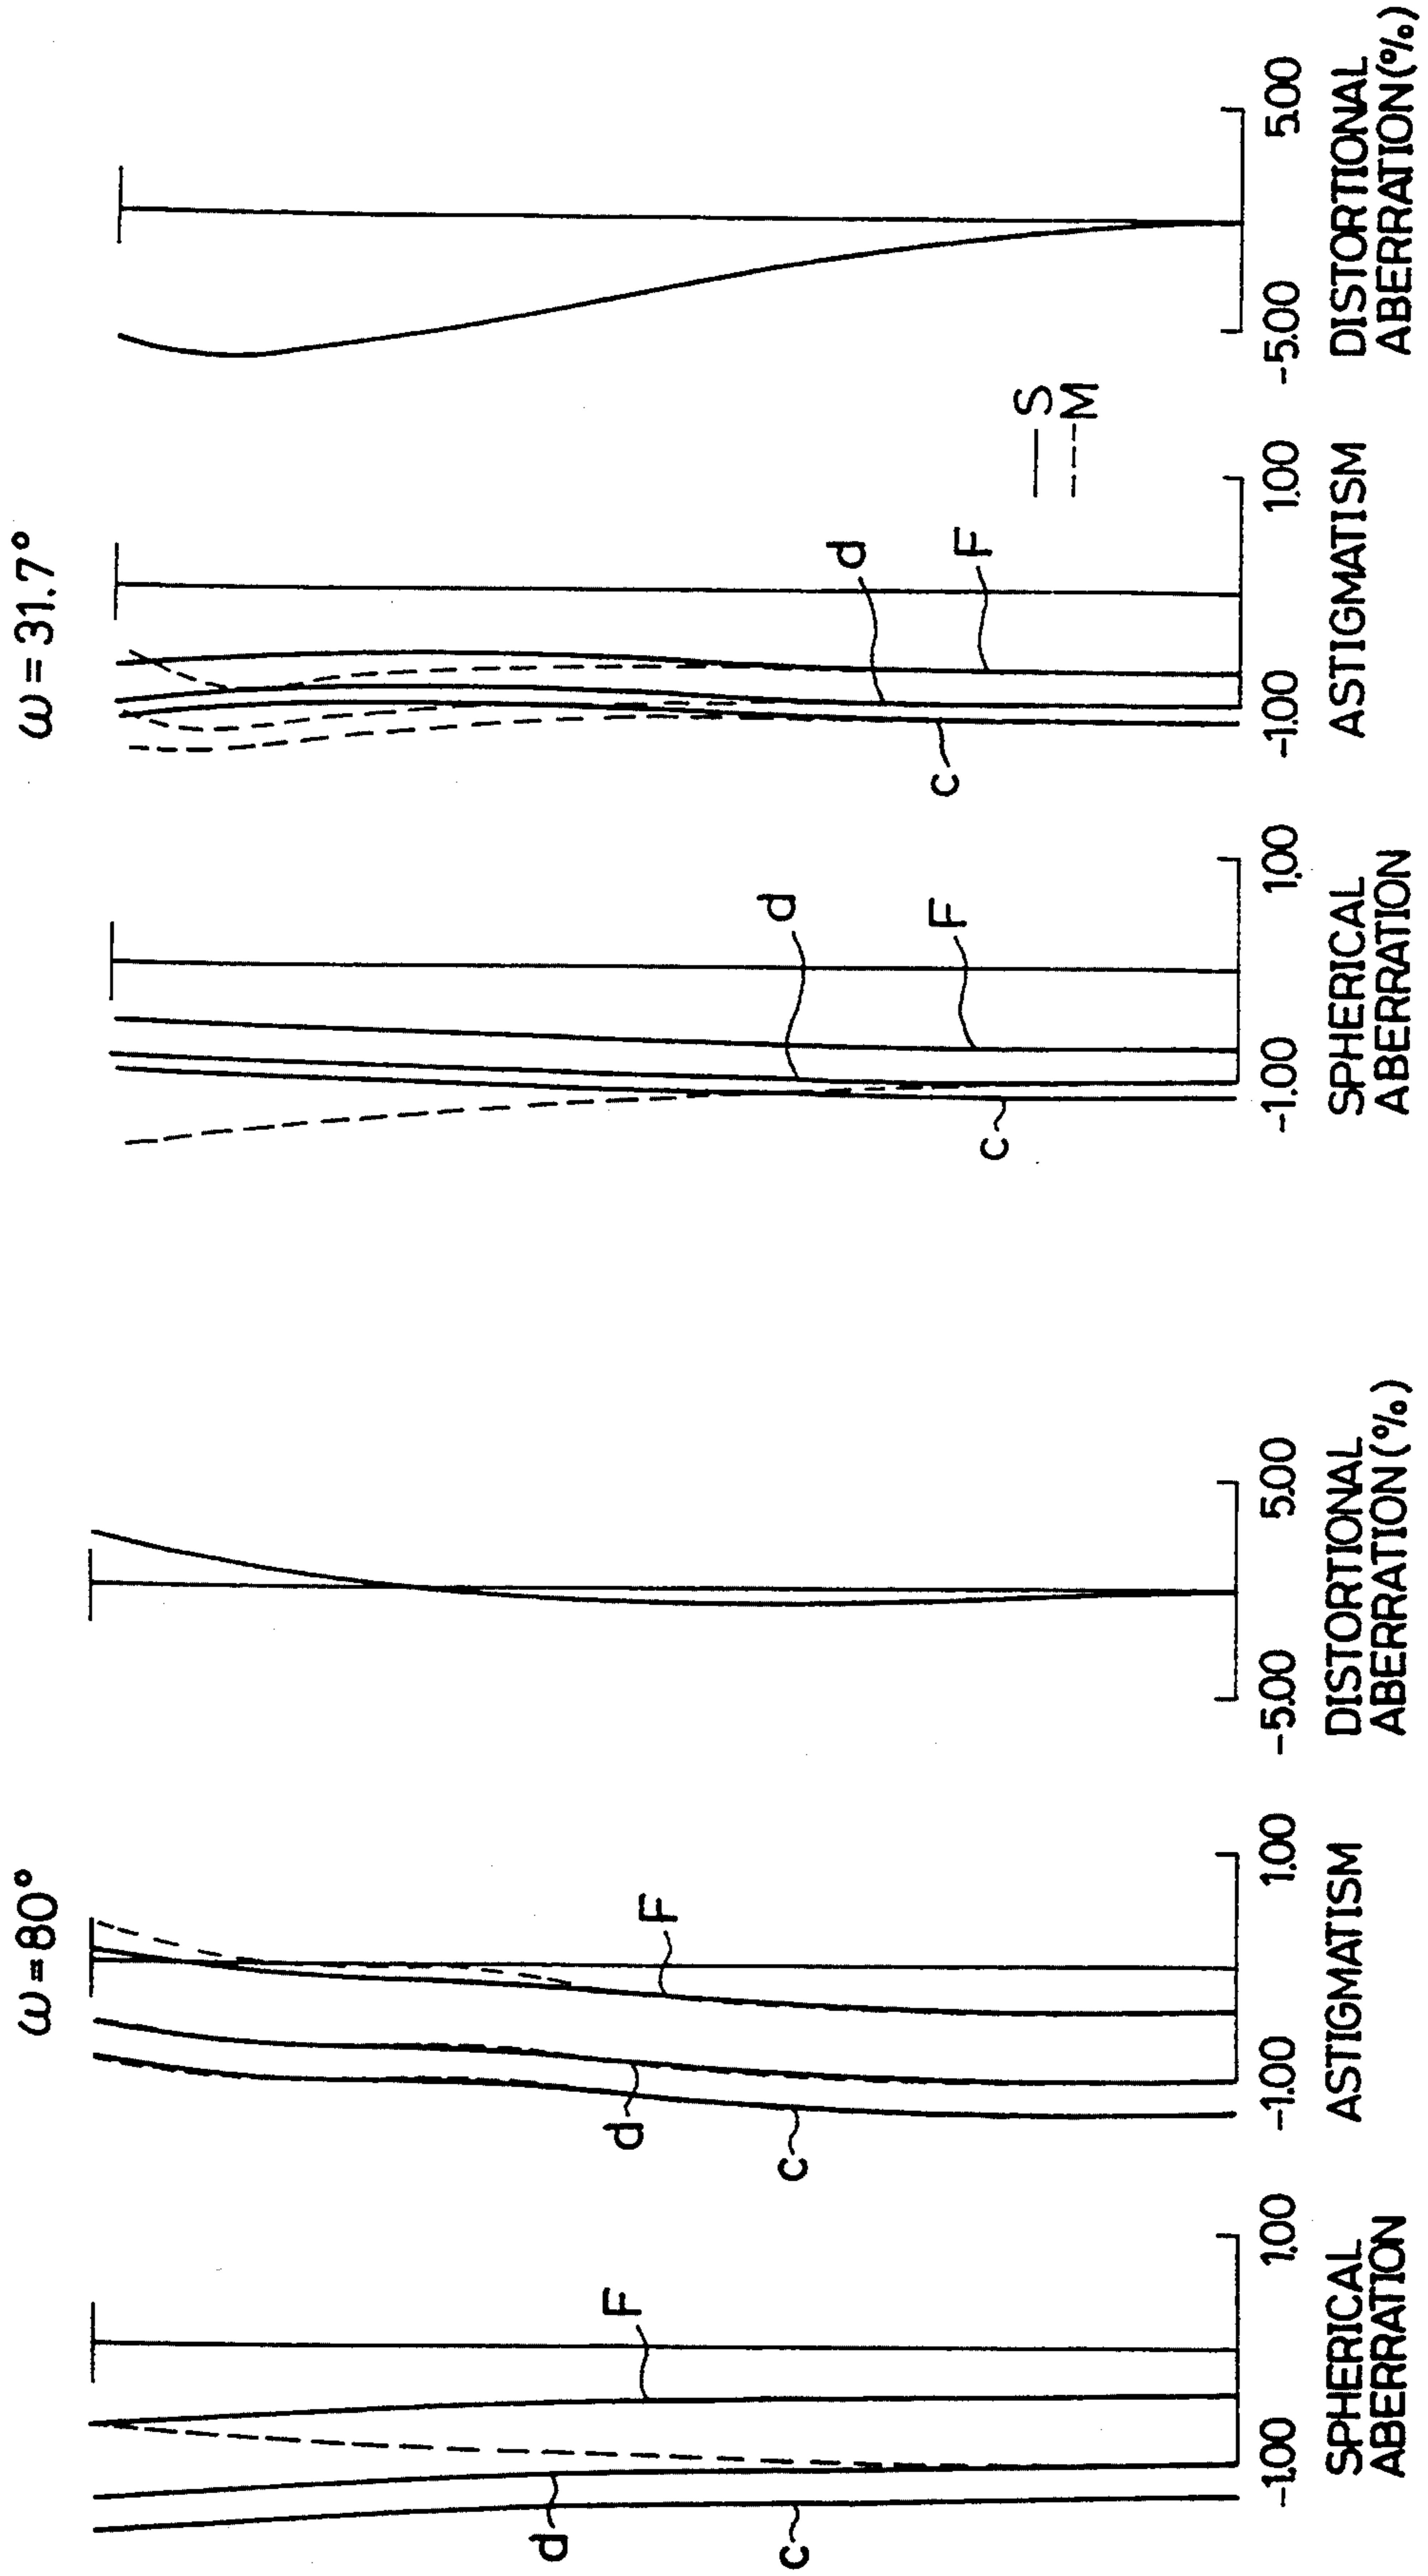 ω = 80°
F
d
c
-1.00
1.00
SPHERICAL
ABERRATION
F
d
c
-1.00
1.00
ASTIGMATISM
-5.00
5.00
DISTORTIONAL
ABERRATION (%)
ω = 31.7°
d
F
c
-1.00
1.00
SPHERICAL
ABERRATION
d
F
c
S
M
-1.00
1.00
ASTIGMATISM
-5.00
5.00
DISTORTIONAL
ABERRATION (%)